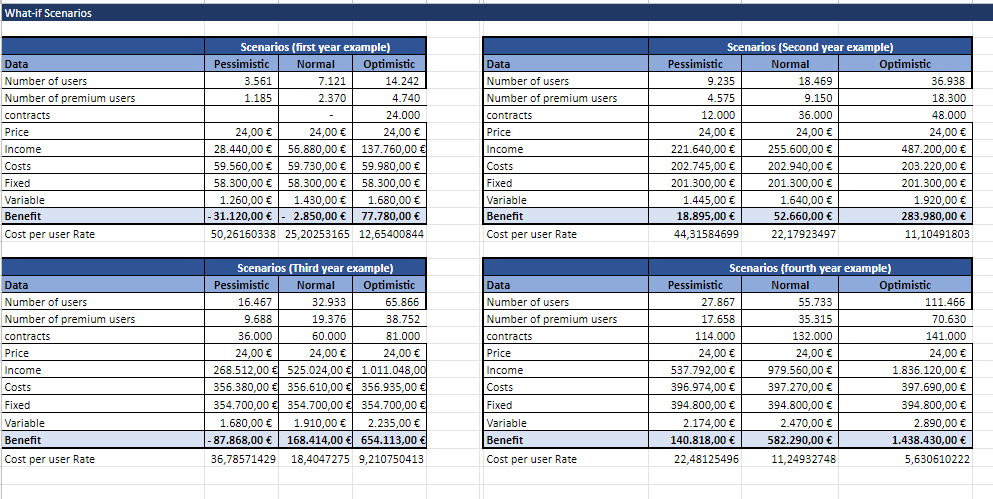 What-if Scenarios
Scenarios (first year example)
Data Pessimistic Normal Optimistic
Number of users 3.561 7.121 14.242
Number of premium users 1.185 2.370 4.740
contracts - 24.000
Price 24,00 € 24,00 € 24,00 €
Income 28.440,00 € 56.880,00 € 137.760,00 €
Costs 59.560,00 € 59.730,00 € 59.980,00 €
Fixed 58.300,00 € 58.300,00 € 58.300,00 €
Variable 1.260,00 € 1.430,00 € 1.680,00 €
Benefit - 31.120,00 € - 2.850,00 € 77.780,00 €
Cost per user Rate 50,26160338 25,20253165 12,65400844
Scenarios (Second year example)
Data Pessimistic Normal Optimistic
Number of users 9.235 18.469 36.938
Number of premium users 4.575 9.150 18.300
contracts 12.000 36.000 48.000
Price 24,00 € 24,00 € 24,00 €
Income 221.640,00 € 255.600,00 € 487.200,00 €
Costs 202.745,00 € 202.940,00 € 203.220,00 €
Fixed 201.300,00 € 201.300,00 € 201.300,00 €
Variable 1.445,00 € 1.640,00 € 1.920,00 €
Benefit 18.895,00 € 52.660,00 € 283.980,00 €
Cost per user Rate 44,31584699 22,17923497 11,10491803
Scenarios (Third year example)
Data Pessimistic Normal Optimistic
Number of users 16.467 32.933 65.866
Number of premium users 9.688 19.376 38.752
contracts 36.000 60.000 81.000
Price 24,00 € 24,00 € 24,00 €
Income 268.512,00 € 525.024,00 € 1.011.048,00
Costs 356.380,00 € 356.610,00 € 356.935,00 €
Fixed 354.700,00 € 354.700,00 € 354.700,00 €
Variable 1.680,00 € 1.910,00 € 2.235,00 €
Benefit - 87.868,00 € 168.414,00 € 654.113,00 €
Cost per user Rate 36,78571429 18,4047275 9,210750413
Scenarios (fourth year example)
Data Pessimistic Normal Optimistic
Number of users 27.867 55.733 111.466
Number of premium users 17.658 35.315 70.630
contracts 114.000 132.000 141.000
Price 24,00 € 24,00 € 24,00 €
Income 537.792,00 € 979.560,00 € 1.836.120,00 €
Costs 396.974,00 € 397.270,00 € 397.690,00 €
Fixed 394.800,00 € 394.800,00 € 394.800,00 €
Variable 2.174,00 € 2.470,00 € 2.890,00 €
Benefit 140.818,00 € 582.290,00 € 1.438.430,00 €
Cost per user Rate 22,48125496 11,24932748 5,630610222